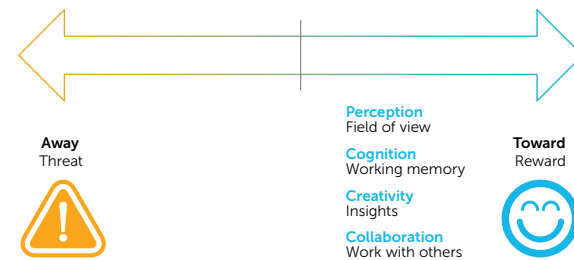 Away
Threat
Perception
Field of view
Cognition
Working memory
Creativity
Insights
Collaboration
Work with others
Toward
Reward